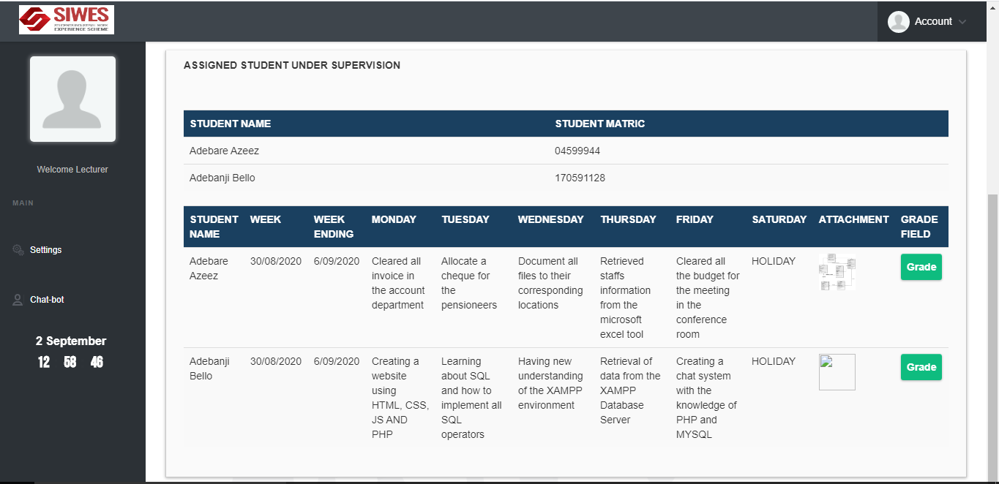 SIWES
STUDENTS INDUSTRIAL WORK
EXPERIENCE SCHEME
Account
Welcome Lecturer
MAIN
Settings
Chat-bot
2 September
12 58 46
ASSIGNED STUDENT UNDER SUPERVISION
STUDENT NAME STUDENT MATRIC
Adebare Azeez 04599944
Adebanji Bello 170591128
STUDENT WEEK WEEK MONDAY TUESDAY WEDNESDAY THURSDAY FRIDAY SATURDAY ATTACHMENT GRADE
NAME ENDING FIELD
Adebare 30/08/2020 6/09/2020 Cleared all Allocate a Document all Retrieved Cleared all HOLIDAY Grade
Azeez invoice in cheque for files to their staffs the budget for
the account the corresponding information the meeting
department pensioneers locations from the in the
microsoft conference
excel tool room
Adebanji 30/08/2020 6/09/2020 Creating a Learning Having new Retrieval of Creating a HOLIDAY Grade
Bello website about SQL understanding data from the chat system
using and how to of the XAMPP XAMPP with the
HTML, CSS, implement all environment Database knowledge of
JS AND SQL Server PHP and
PHP operators MYSQL